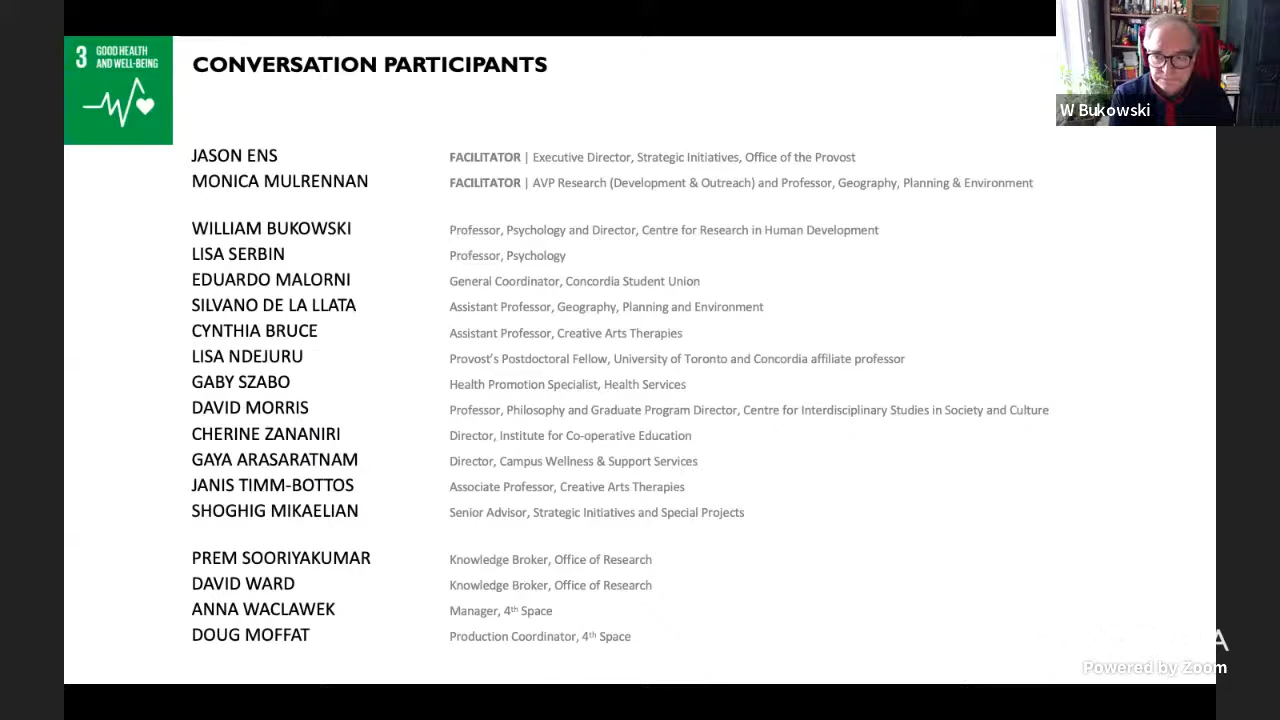 3 GOOD HEALTH
AND WELL-BEING
CONVERSATION PARTICIPANTS
W Bukowski
JASON ENS FACILITATOR | Executive Director, Strategic Initiatives, Office of the Provost
MONICA MULRENNAN FACILITATOR | AVP Research (Development & Outreach) and Professor, Geography, Planning & Environment
WILLIAM BUKOWSKI Professor, Psychology and Director, Centre for Research in Human Development
LISA SERBIN Professor, Psychology
EDUARDO MALORNI General Coordinator, Concordia Student Union
SILVANO DE LA LLATA Assistant Professor, Geography, Planning and Environment
CYNTHIA BRUCE Assistant Professor, Creative Arts Therapies
LISA NDEJURU Provost's Postdoctoral Fellow, University of Toronto and Concordia affiliate professor
GABY SZABO Health Promotion Specialist, Health Services
DAVID MORRIS Professor, Philosophy and Graduate Program Director, Centre for Interdisciplinary Studies in Society and Culture
CHERINE ZANANIRI Director, Institute for Co-operative Education
GAYA ARASARATNAM Director, Campus Wellness & Support Services
JANIS TIMM-BOTTOS Associate Professor, Creative Arts Therapies
SHOGHIG MIKAELIAN Senior Advisor, Strategic Initiatives and Special Projects
PREM SOORIYAKUMAR Knowledge Broker, Office of Research
DAVID WARD Knowledge Broker, Office of Research
ANNA WACLAWEK Manager, 4th Space
DOUG MOFFAT Production Coordinator, 4th Space
Powered by Zoom